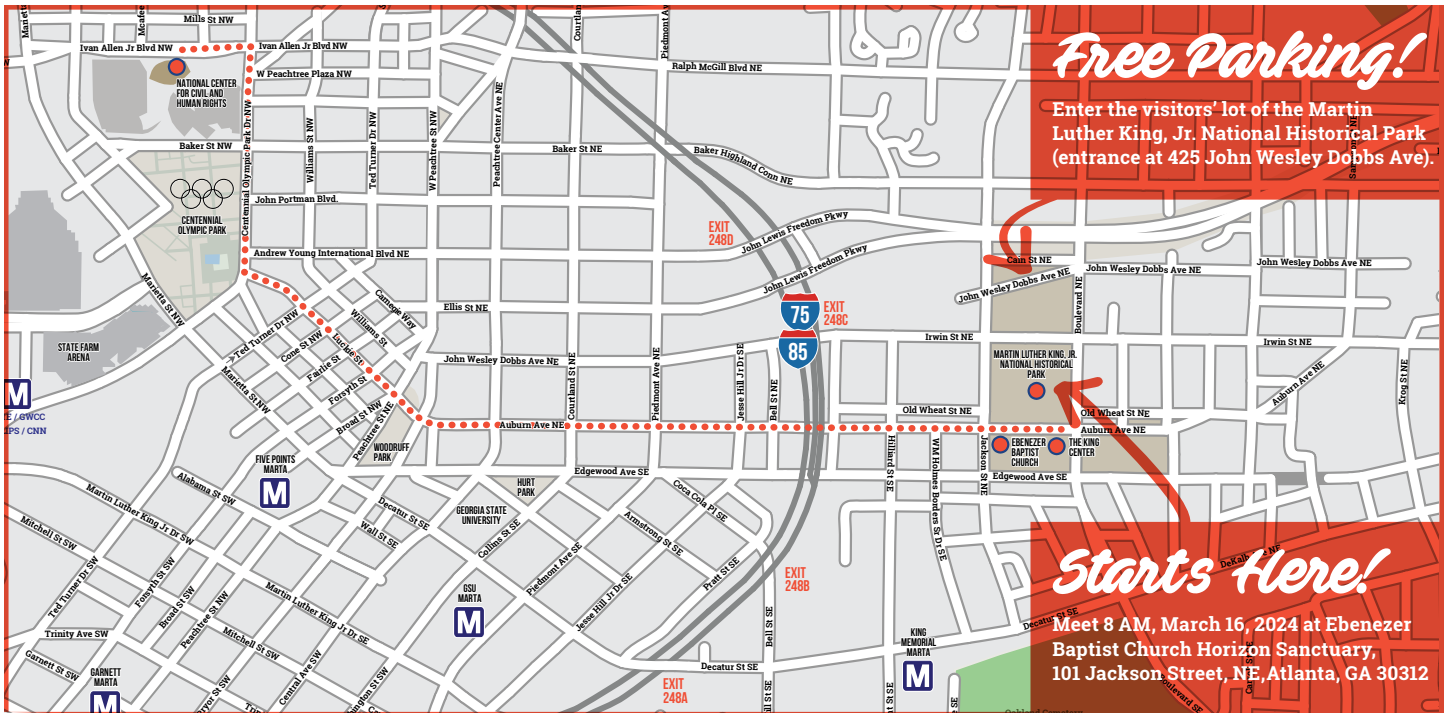 Free Parking!
Enter the visitors’ lot of the Martin
Luther King, Jr. National Historical Park
(entrance at 425 John Wesley Dobbs Ave).
Starts Here!
Meet 8 AM, March 16, 2024 at Ebenezer
Baptist Church Horizon Sanctuary,
101 Jackson Street, NE, Atlanta, GA 30312
Mills St NW
Ivan Allen Jr Blvd NW
Ivan Allen Jr Blvd NW
W Peachtree Plaza NW
Ralph McGill Blvd NE
NATIONAL CENTER
FOR CIVIL AND
HUMAN RIGHTS
Baker St NW
Baker St NE
Baker Highland Conn NE
Centennial Olympic Park Dr NW
Williams St NW
Ted Turner Dr NW
W Peachtree St NW
Peachtree Center Ave NE
John Portman Blvd.
CENTENNIAL
OLYMPIC PARK
Andrew Young International Blvd NE
EXIT
248D
John Lewis Freedom Pkwy
John Lewis Freedom Pkwy
Cain St NE
John Wesley Dobbs Ave NE
John Wesley Dobbs Ave NE
John Wesley Dobbs Ave NE
Boulevard NE
Marietta St NW
Carnegie Way
Williams St
Ellis St NE
75
85
EXIT
248C
Irwin St NE
Irwin St NE
STATE FARM
ARENA
Ted Turner Dr NW
Cone St NW
Luckie St
Fairlie St
Forsyth St
Marietta St NW
Broad St NW
Peachtree St NE
John Wesley Dobbs Ave NE
Courtland St NE
Piedmont Ave NE
Jesse Hill Jr Dr SE
Bell St NE
MARTIN LUTHER KING, JR.
NATIONAL HISTORICAL
PARK
Auburn Ave NE
Krog St NE
Old Wheat St NE
Old Wheat St NE
Auburn Ave NE
Auburn Ave NE
M
/ GWCC
/ CNN
WOODRUFF
PARK
EBENEZER
BAPTIST
CHURCH
THE KING
CENTER
Hilliard St SE
W M Holmes Borders Sr Dr SE
Jackson St NE
Edgewood Ave SE
Edgewood Ave SE
FIVE POINTS
MARTA
M
HURT
PARK
GEORGIA STATE
UNIVERSITY
Alabama St SW
Martin Luther King Jr Dr SW
Mitchell St SW
Decatur St SE
Wall St SE
Collins St SE
Coca Cola Pl SE
Armstrong St SE
Piedmont Ave SE
Jesse Hill Jr Dr SE
Pratt St SE
EXIT
248B
Ted Turner Dr SW
Forsyth St SW
Broad St SW
Peachtree St NW
Martin Luther King Jr Dr SE
Mitchell St SW
GSU
MARTA
M
Trinity Ave SW
Garnett St SW
GARNETT
MARTA
M
Central Ave SW
Bell St SE
Decatur St SE
Decatur St SE
EXIT
248A
KING
MEMORIAL
MARTA
M